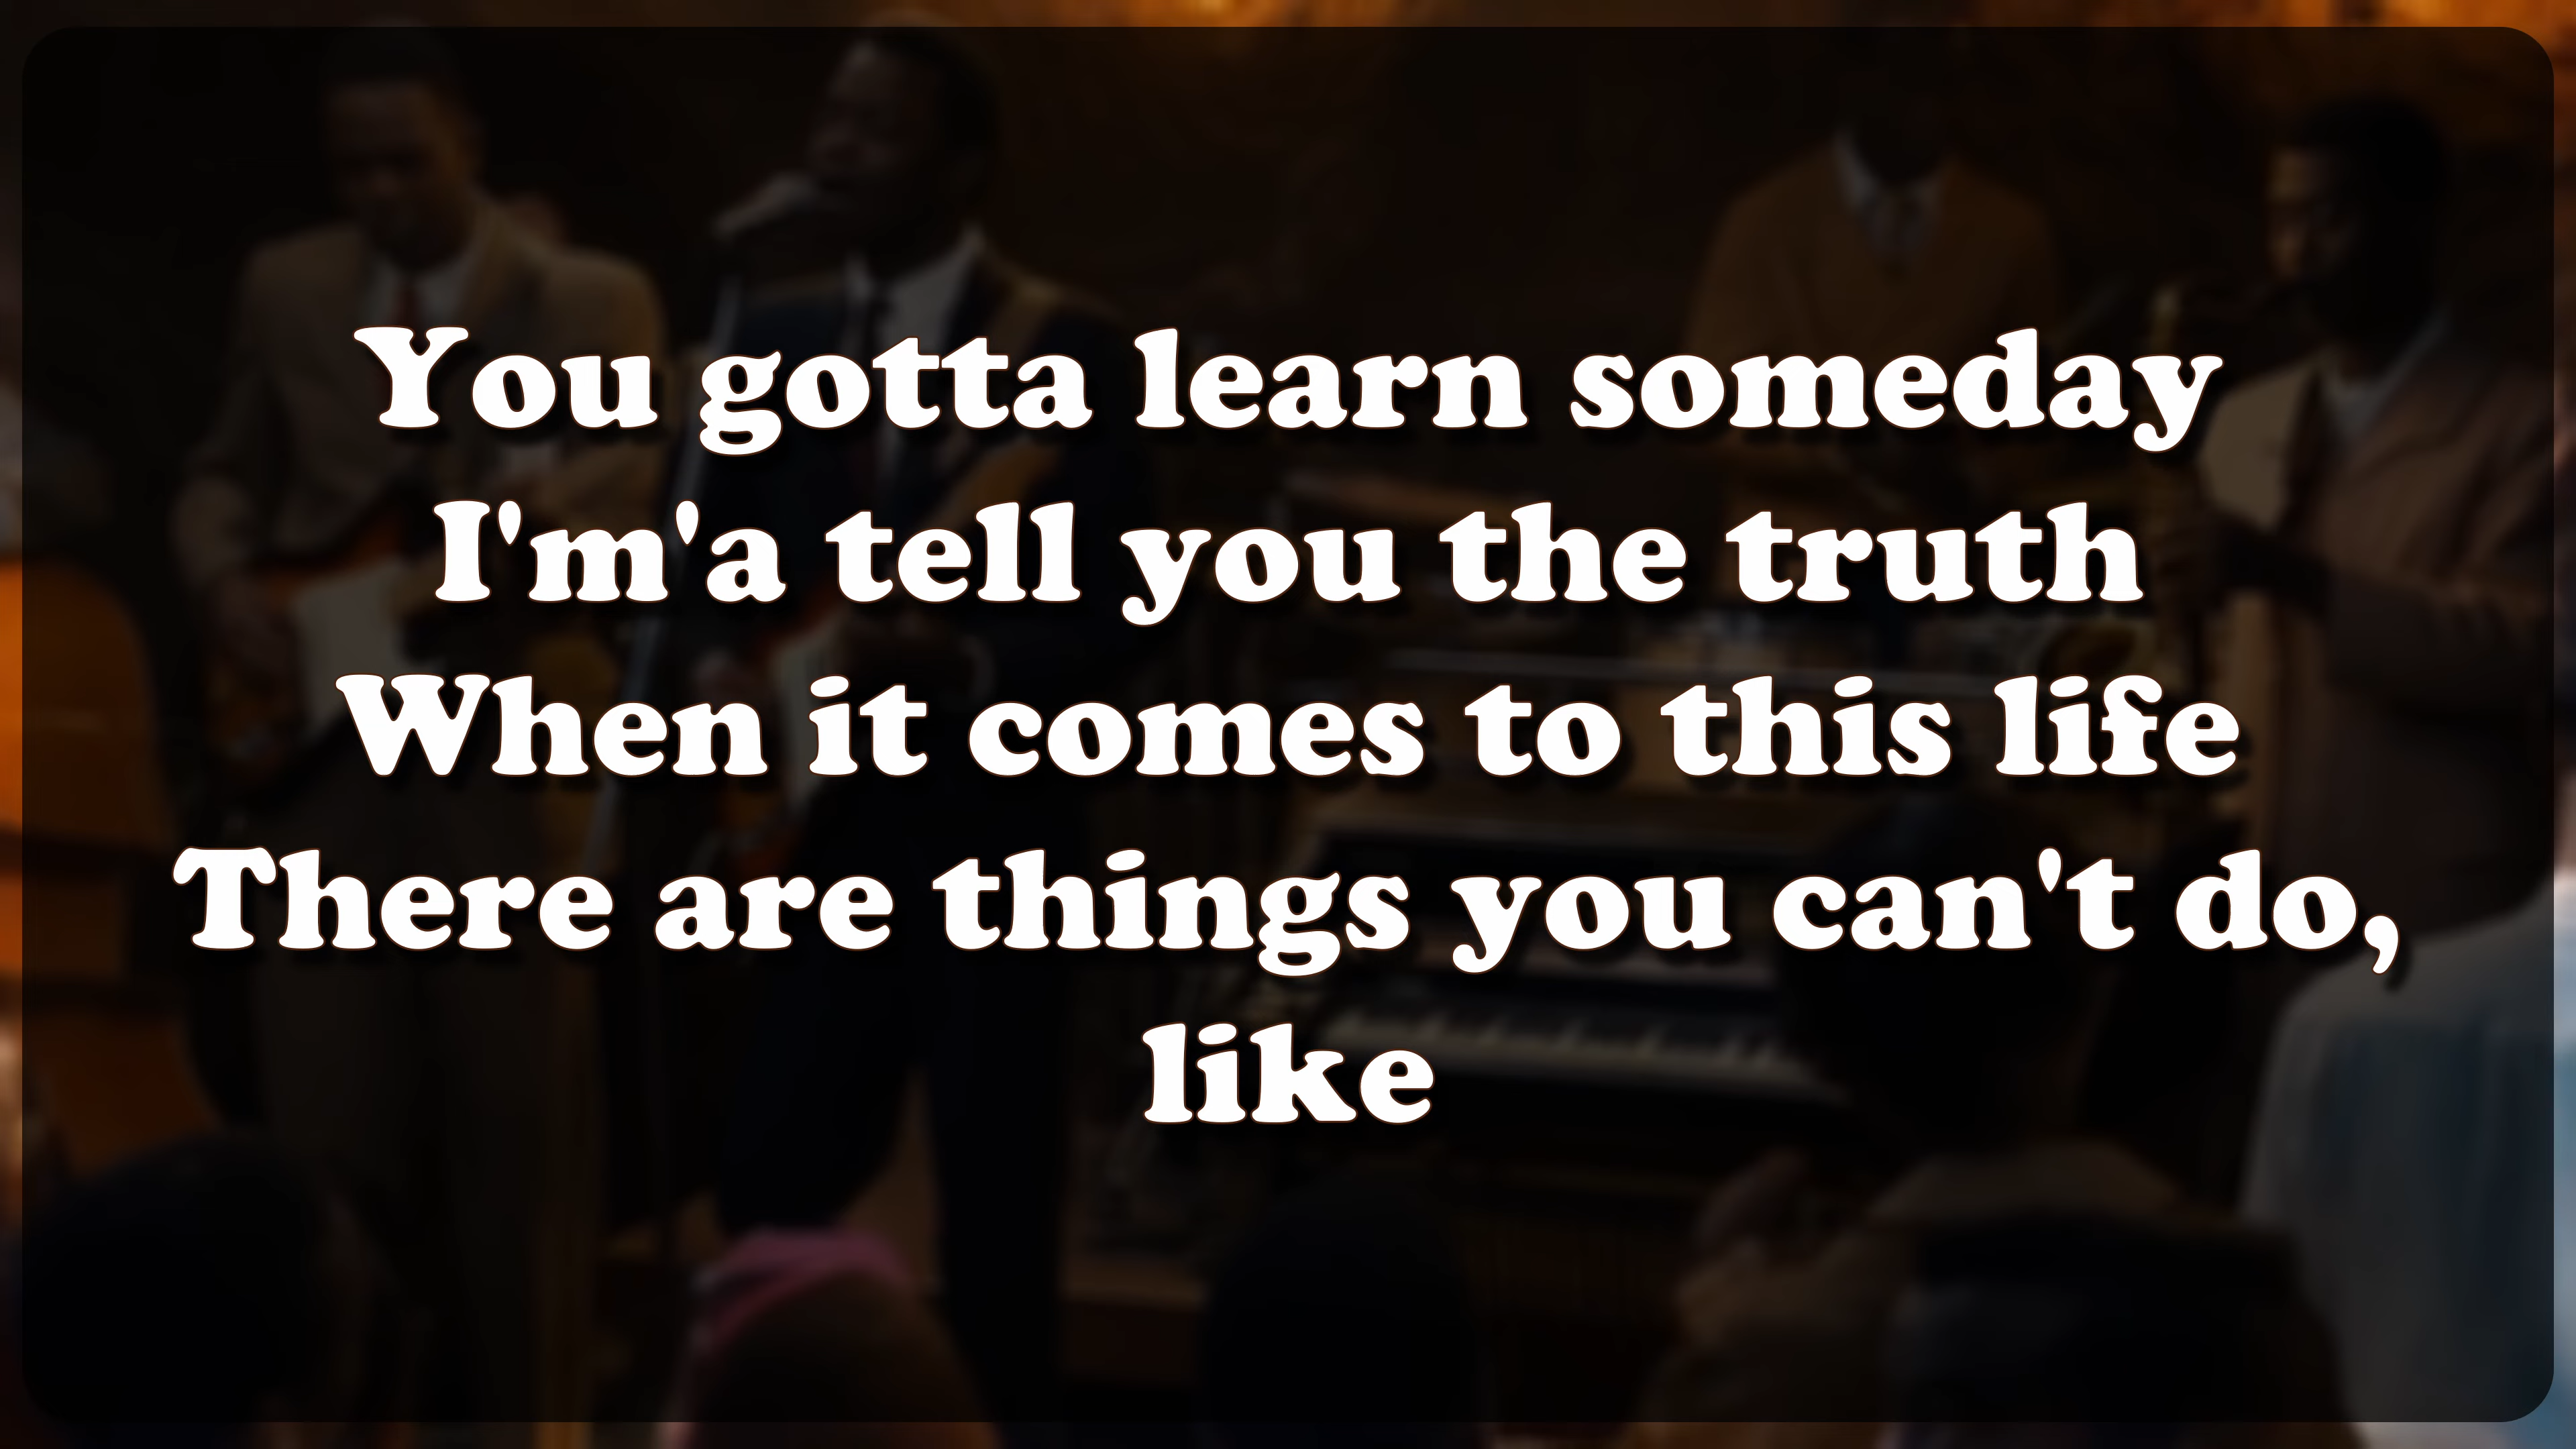 You gotta learn someday
I'm'a tell you the truth
When it comes to this life
There are things you can't do,
like